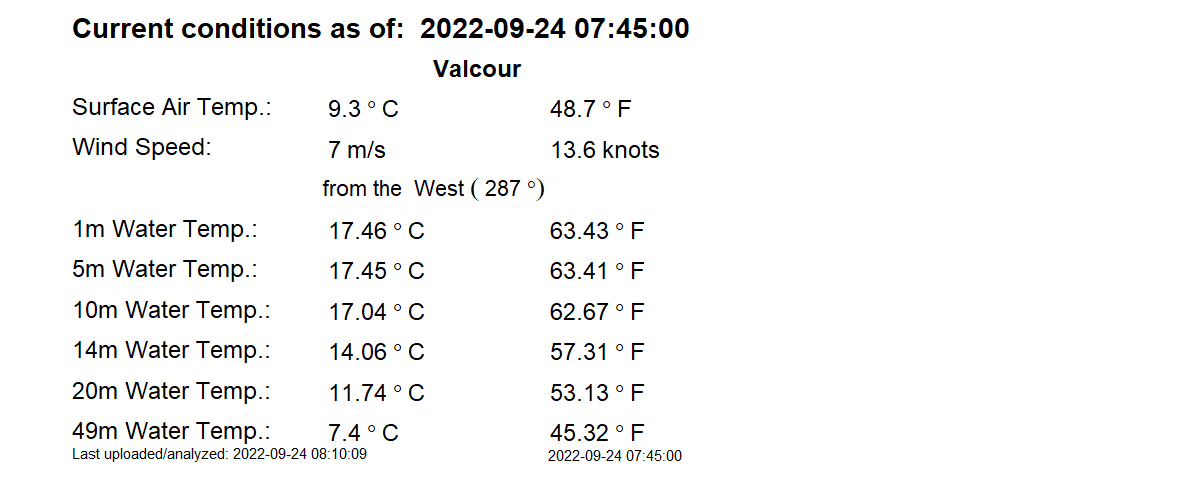 Current conditions as of:  2022-09-24 07:45:00
Valcour
Surface Air Temp.: 9.3 ° C 48.7 ° F
Wind Speed: 7 m/s 13.6 knots
from the  West ( 287 °)
1m Water Temp.: 17.46 ° C 63.43 ° F
5m Water Temp.: 17.45 ° C 63.41 ° F
10m Water Temp.: 17.04 ° C 62.67 ° F
14m Water Temp.: 14.06 ° C 57.31 ° F
20m Water Temp.: 11.74 ° C 53.13 ° F
49m Water Temp.: 7.4 ° C 45.32 ° F
Last uploaded/analyzed: 2022-09-24 08:10:09 2022-09-24 07:45:00